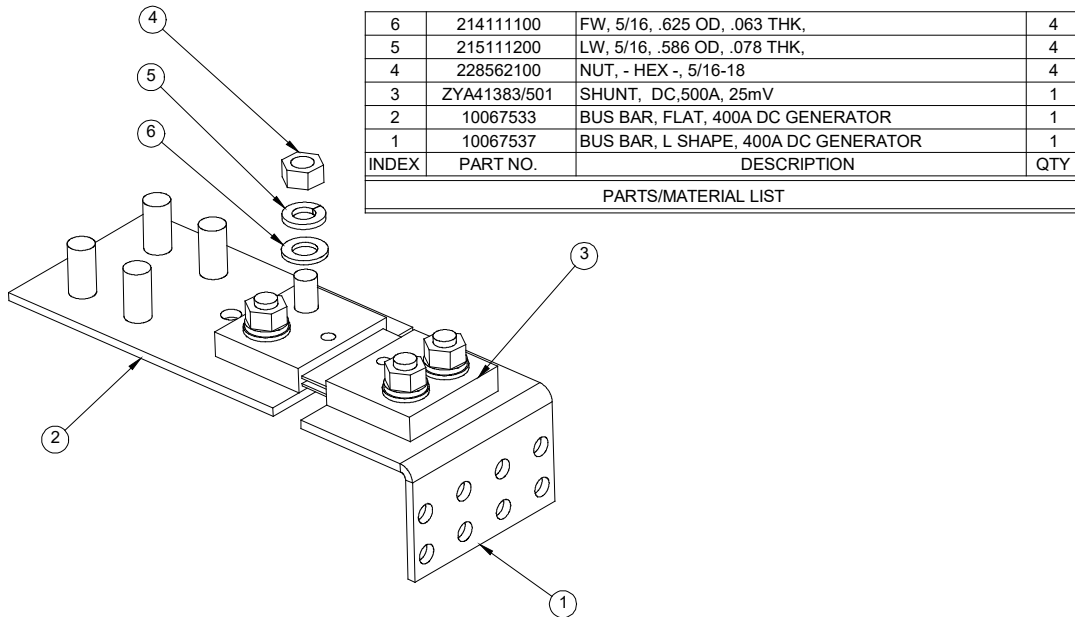 6 214111100 FW, 5/16, .625 OD, .063 THK, 4
5 215111200 LW, 5/16, .586 OD, .078 THK, 4
4 228562100 NUT, - HEX -, 5/16-18 4
3 ZYA41383/501 SHUNT, DC,500A, 25mV 1
2 10067533 BUS BAR, FLAT, 400A DC GENERATOR 1
1 10067537 BUS BAR, L SHAPE, 400A DC GENERATOR 1
INDEX PART NO. DESCRIPTION QTY
PARTS/MATERIAL LIST
4
5
6
3
2
1